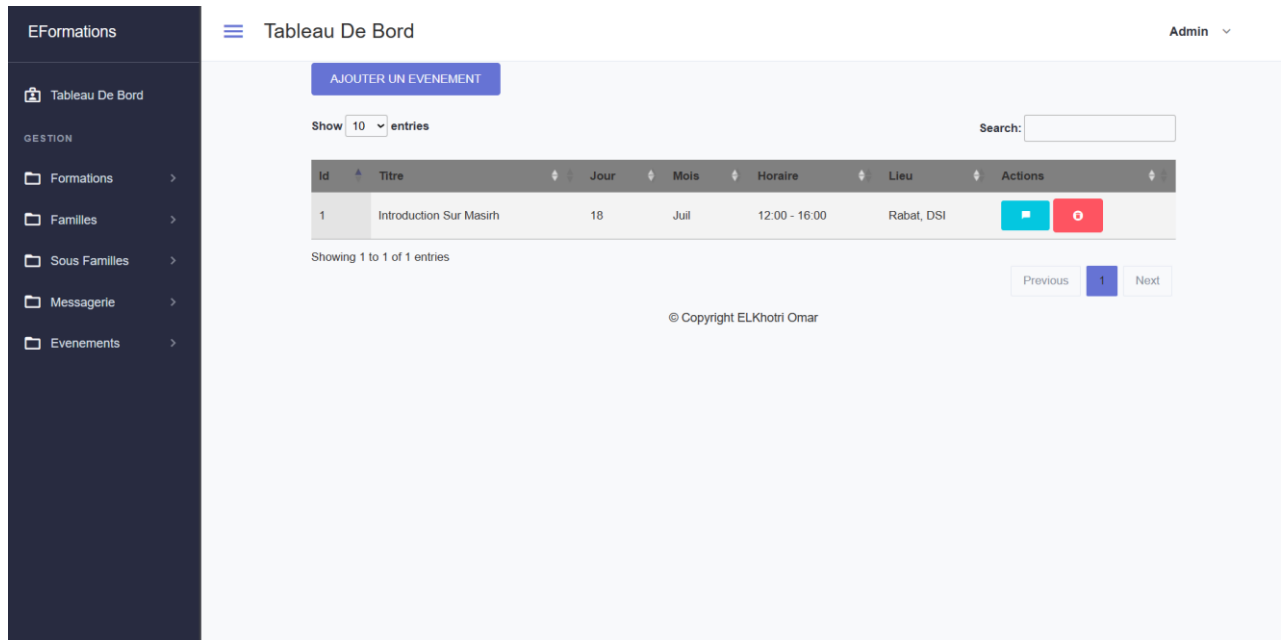 EFormations
Tableau De Bord
Admin
Tableau De Bord
GESTION
Formations
Familles
Sous Familles
Messagerie
Evenements
AJOUTER UN EVENEMENT
Show 10 entries
Search:
Id Titre Jour Mois Horaire Lieu Actions
1 Introduction Sur Masirh 18 Juil 12:00 - 16:00 Rabat, DSI
Showing 1 to 1 of 1 entries
Previous 1 Next
© Copyright ELKhotri Omar